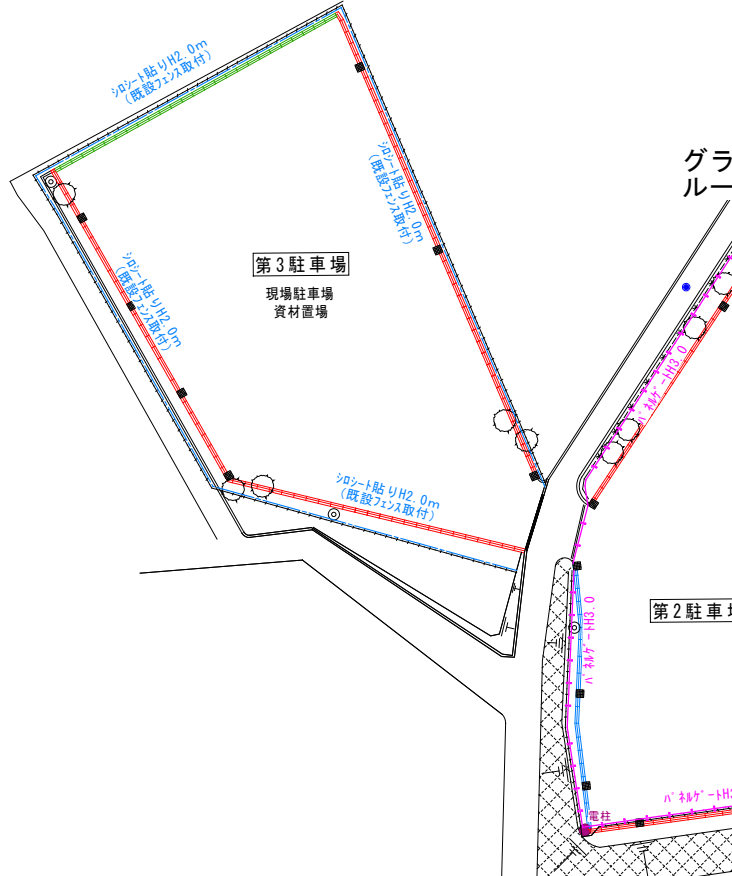 シロシート貼りH2.0m
(既設フェンス取付)
シロシート貼りH2.0m
(既設フェンス取付)
グラ
ルー
シロシート貼りH2.0m
(既設フェンス取付)
第3駐車場
現場駐車場
資材置場
パネルゲートH3.0
シロシート貼りH2.0m
(既設フェンス取付)
第2駐車場
パネルゲートH3.0
パネルゲートH3
電柱